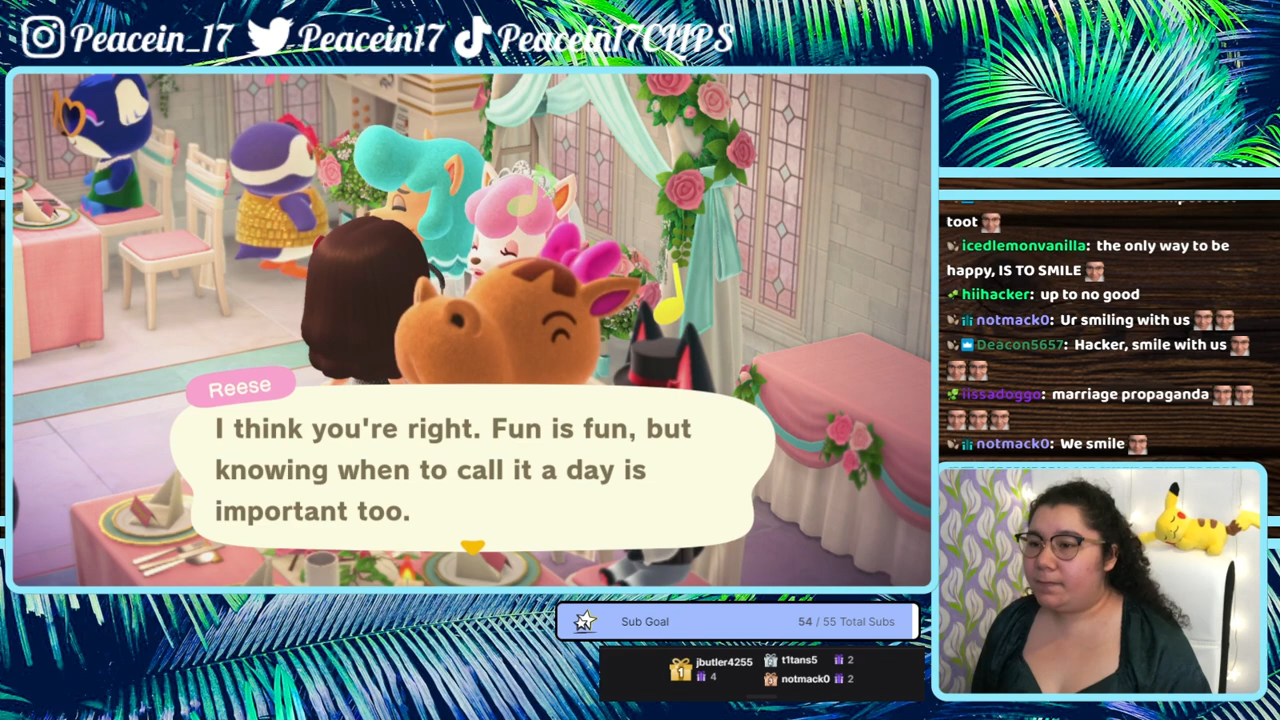 Peacein_17 Peacein17 Peacein17CLIPS
Reese
I think you're right. Fun is fun, but
knowing when to call it a day is
important too.
toot
icedlemonvanilla: the only way to be
happy, IS TO SMILE
hiihacker: up to no good
notmack0: Ur smiling with us
Deacon5657: Hacker, smile with us
lissadoggo: marriage propaganda
notmack0: We smile
Sub Goal 54 / 55 Total Subs
1 jbutler4255 4
t1tans5 2
notmack0 2